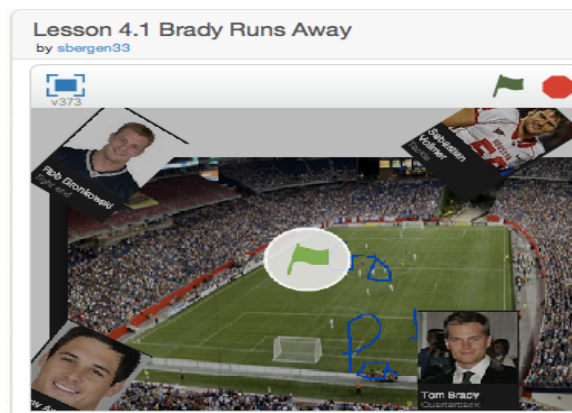 Lesson 4.1 Brady Runs Away
by sbergen33
v373
Rob Gronkowski
Tight end
Sebastian
Vollmer
Tackle
Tom Brady
Quarterback